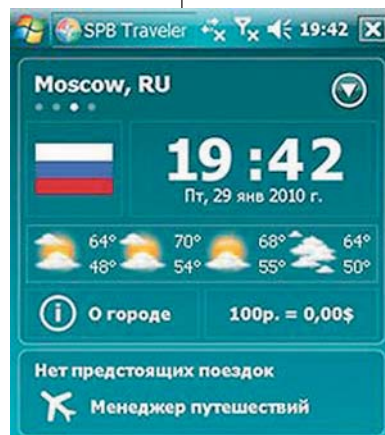 SPB Traveler 19:42
Moscow, RU
19:42
Пт, 29 янв 2010 г.
64° 70° 68° 64°
48° 54° 55° 50°
О городе 100р. = 0,00$
Нет предстоящих поездок
Менеджер путешествий